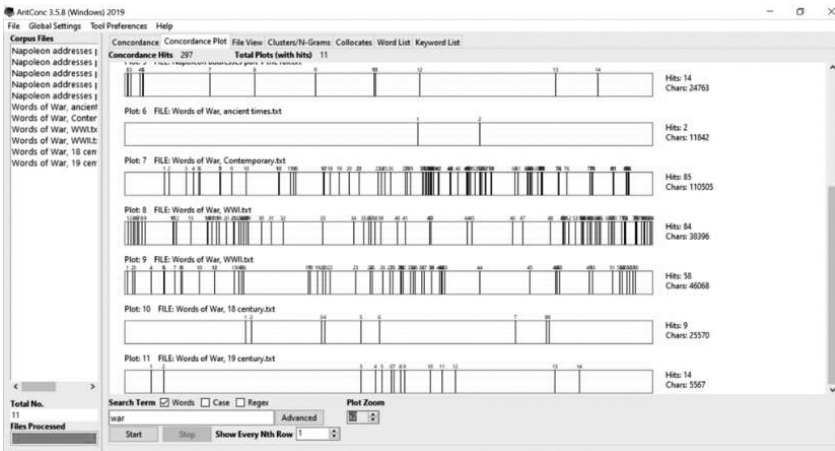 AntConc 3.5.8 (Windows) 2019
File Global Settings Tool Preferences Help
Corpus Files
Napoleon addresses p
Napoleon addresses p
Napoleon addresses p
Napoleon addresses p
Napoleon addresses p
Words of War, ancient
Words of War, Conter
Words of War, WWI.tx
Words of War, WWII.t
Words of War, 18 cen
Words of War, 19 cen
Total No.
11
Files Processed
Concordance Concordance Plot File View Clusters/N-Grams Collocates Word List Keyword List
Concordance Hits 297 Total Plots (with hits) 11
Hits: 14
Chars: 24763
Plot: 6 FILE: Words of War, ancient times.txt
1 2
Hits: 2
Chars: 11842
Plot: 7 FILE: Words of War, Contemporary.txt
Hits: 85
Chars: 110505
Plot: 8 FILE: Words of War, WWI.txt
Hits: 84
Chars: 38396
Plot: 9 FILE: Words of War, WWII.txt
Hits: 58
Chars: 46068
Plot: 10 FILE: Words of War, 18 century.txt
Hits: 9
Chars: 25570
Plot: 11 FILE: Words of War, 19 century.txt
Hits: 14
Chars: 5567
Search Term Words Case Regex
Plot Zoom
war
Advanced
Start Stop Show Every Nth Row 1